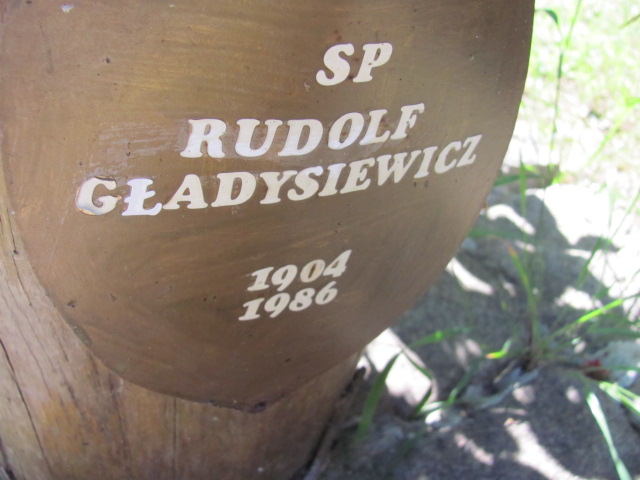 SP
RUDOLF
GŁADYSIEWICZ
1904
1986